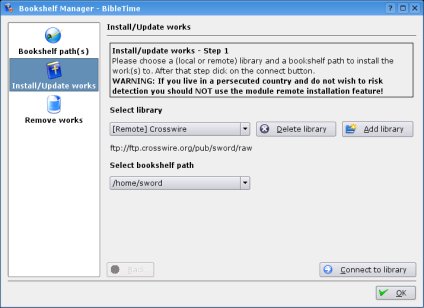 Bookshelf Manager - BibleTime
Bookshelf path(s)
Install/Update works
Remove works
Install/Update works
Install/update works - Step 1
Please choose a (local or remote) library and a bookshelf path to install the
work(s) to. After that step click on the connect button.
WARNING: If you live in a persecuted country and do not wish to risk
detection you should NOT use the module remote installation feature!
Select library
[Remote] Crosswire
Delete library
Add library
ftp://ftp.crosswire.org/pub/sword/raw
Select bookshelf path
/home/sword
Back
Connect to library
OK